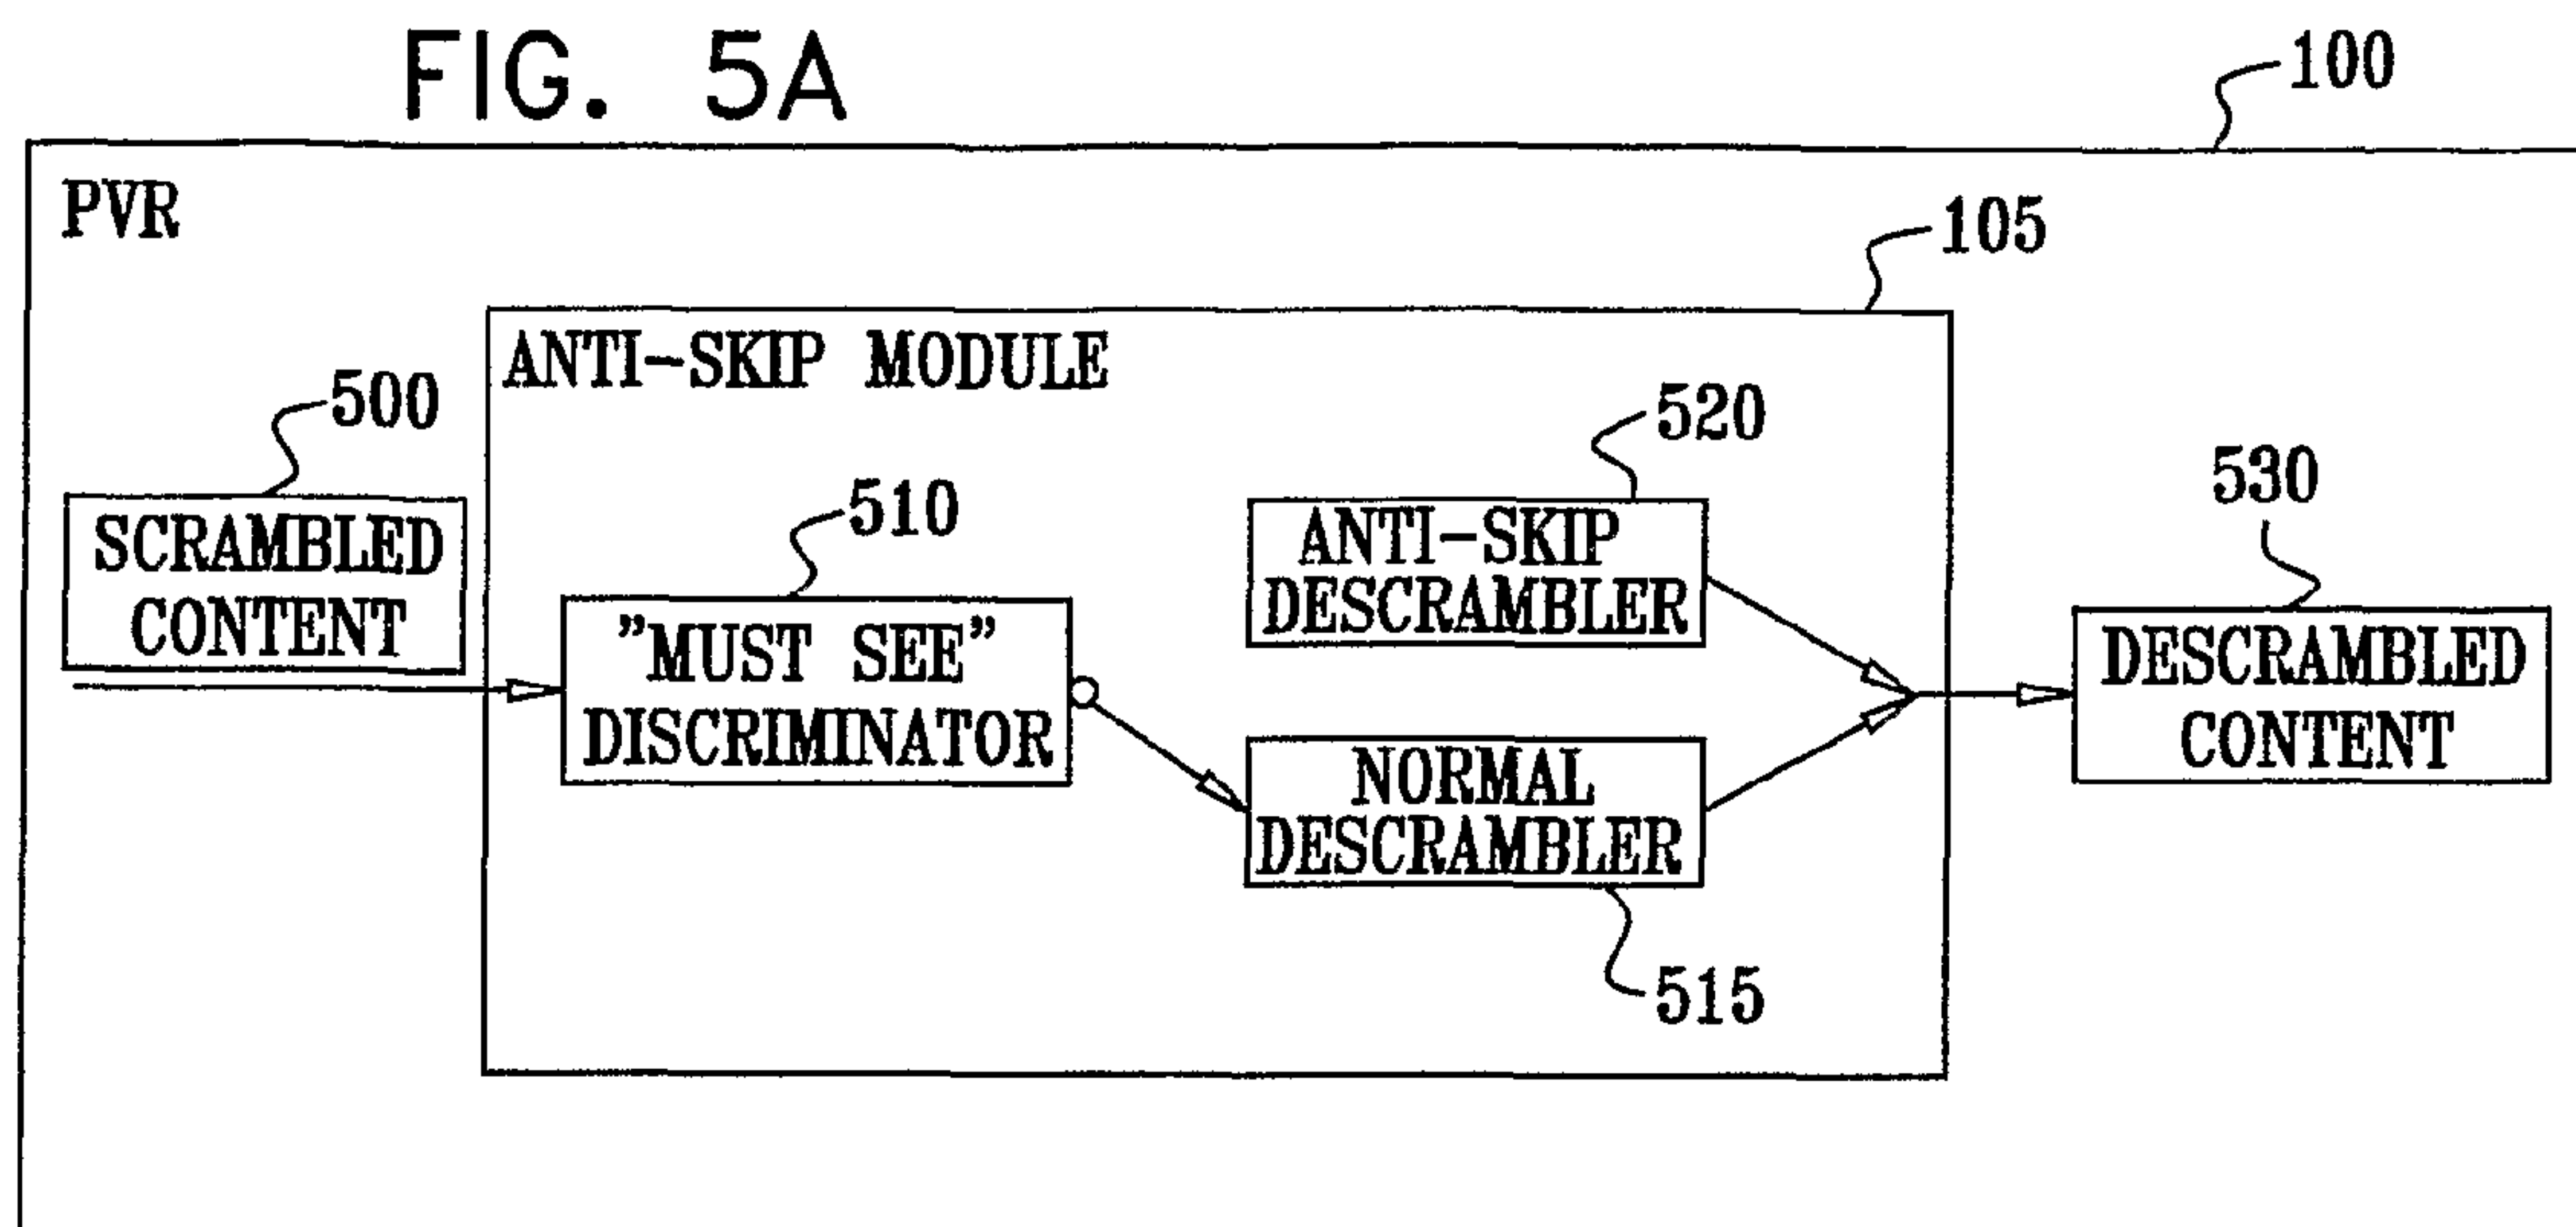 FIG. 5A
100
PVR
105
ANTI-SKIP MODULE
500
520
510
530
SCRAMBLED
CONTENT
ANTI-SKIP
DESCRAMBLER
"MUST SEE"
DISCRIMINATOR
DESCRAMBLED
CONTENT
NORMAL
DESCRAMBLER
515